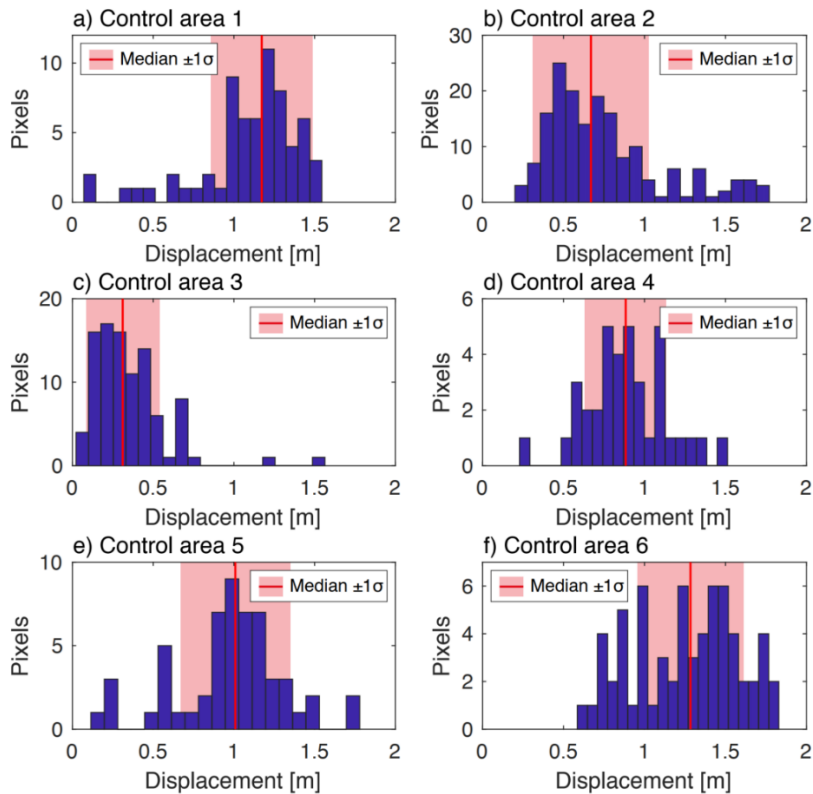 a) Control area 1
Pixels
12
10
5
0
Median ±1σ
0 0.5 1 1.5 2
Displacement [m]
b) Control area 2
Pixels
30
20
10
0
Median ±1σ
0 0.5 1 1.5 2
Displacement [m]
c) Control area 3
Pixels
20
10
0
Median ±1σ
0 0.5 1 1.5 2
Displacement [m]
d) Control area 4
Pixels
6
4
2
0
Median ±1σ
0 0.5 1 1.5 2
Displacement [m]
e) Control area 5
Pixels
10
5
0
Median ±1σ
0 0.5 1 1.5 2
Displacement [m]
f) Control area 6
Pixels
6
4
2
0
Median ±1σ
0 0.5 1 1.5 2
Displacement [m]